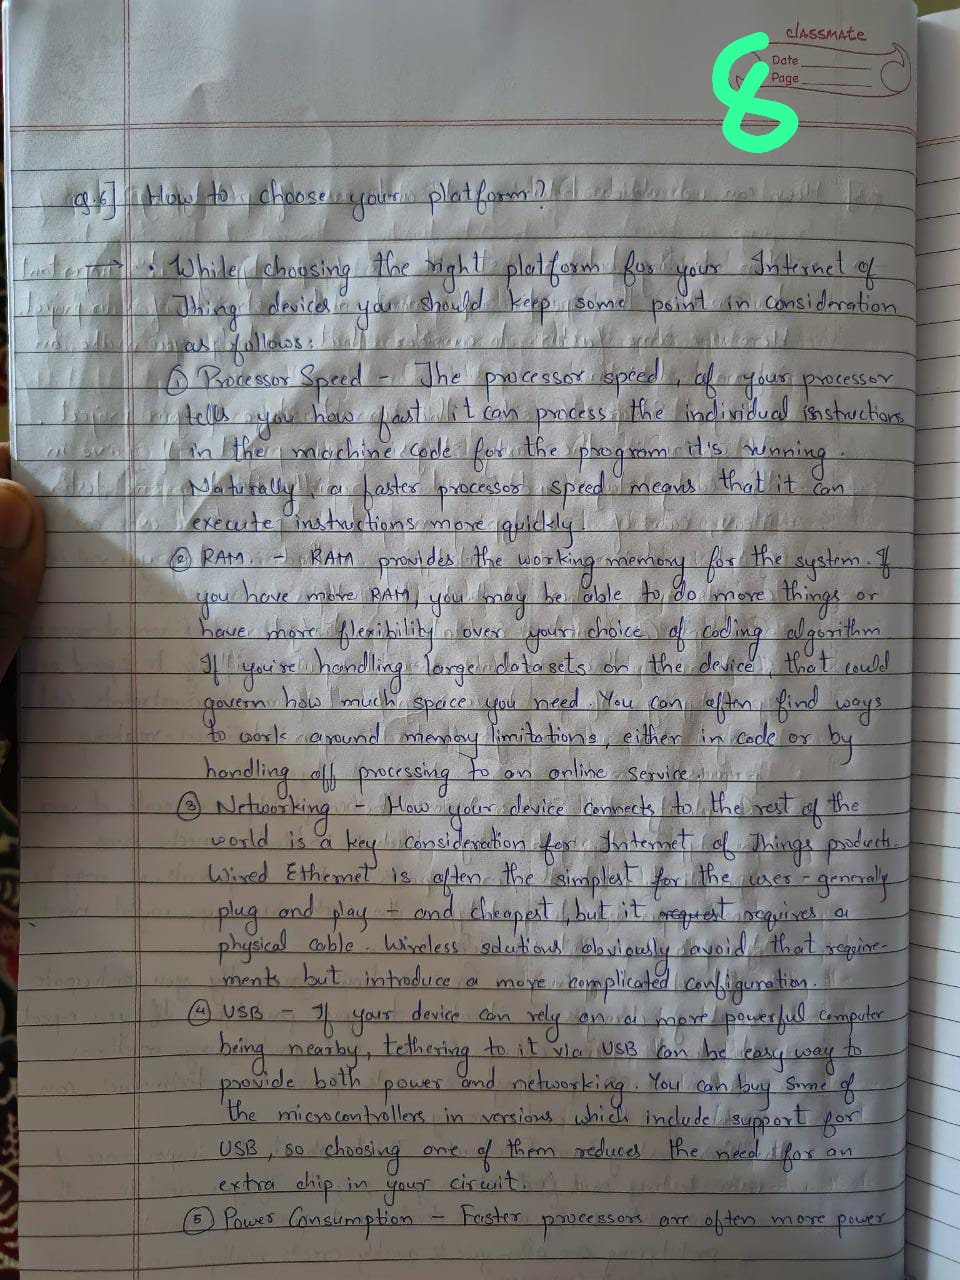 classmate
Date
Page
8
Q.6] How to choose your platform?
→ • While choosing the right platform for your Internet of
Thing devices you should keep some point in consideration
as follows:
① Processor Speed - The processor speed, of your processor
tells you how fast it can process the individual instructions
in the machine code for the program it's running.
Naturally, a faster processor speed means that it can
execute instructions more quickly.
② RAM. - RAM provides the working memory for the system. If
you have more RAM, you may be able to do more things or
have more flexibility over your choice of coding algorithm
If you're handling large datasets on the device, that could
govern how much space you need. You can often find ways
to work around memory limitations, either in code or by
handling off processing to an online service.
③ Networking - How your device connects to the rest of the
world is a key consideration for Internet of Things products.
Wired Ethernet is often the simplest for the user - generally
plug and play - and cheapest, but it request requires a
physical cable. Wireless solutions obviously avoid that require-
ments but introduce a more complicated configuration.
④ USB - If your device can rely on a more powerful computer
being nearby, tethering to it via USB can be easy way to
provide both power and networking. You can buy some of
the microcontrollers in versions which include support for
USB, so choosing one of them reduces the need for an
extra chip in your circuit.
⑤ Power Consumption - Faster processors are often more power